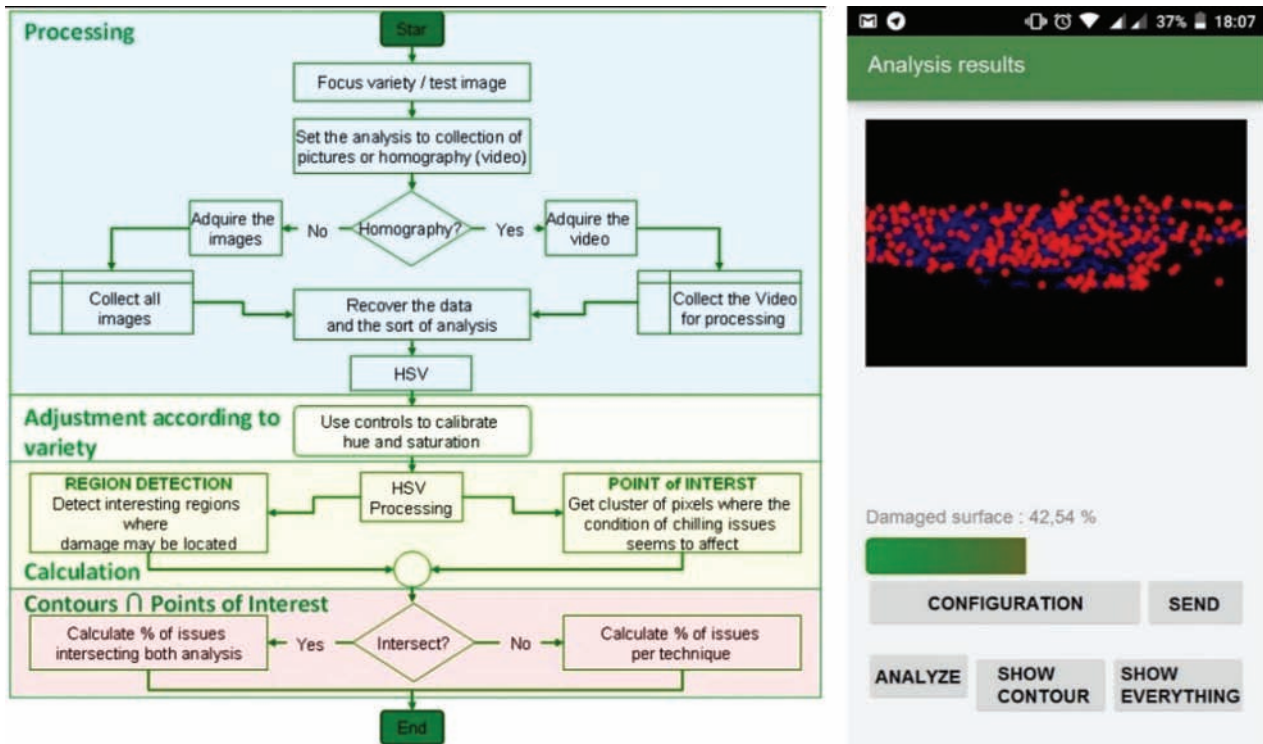 Processing
Star
Focus variety / test image
Set the analysis to collection of
pictures or homography (video)
Adquire the
images
No
Homography?
Yes
Adquire the
video
Collect all
images
Recover the data
and the sort of analysis
Collect the Video
for processing
HSV
Adjustment according to
variety
Use controls to calibrate
hue and saturation
REGION DETECTION
Detect interesting regions
where
damage may be located
HSV
Processing
POINT of INTERST
Get cluster of pixels where the
condition of chilling issues
seems to affect
Calculation
Contours ∩ Points of Interest
Calculate % of issues
intersecting both analysis
Yes
Intersect?
No
Calculate % of issues
per technique
End
37% 18:07
Analysis results
Damaged surface : 42,54 %
CONFIGURATION
SEND
ANALYZE
SHOW
CONTOUR
SHOW
EVERYTHING